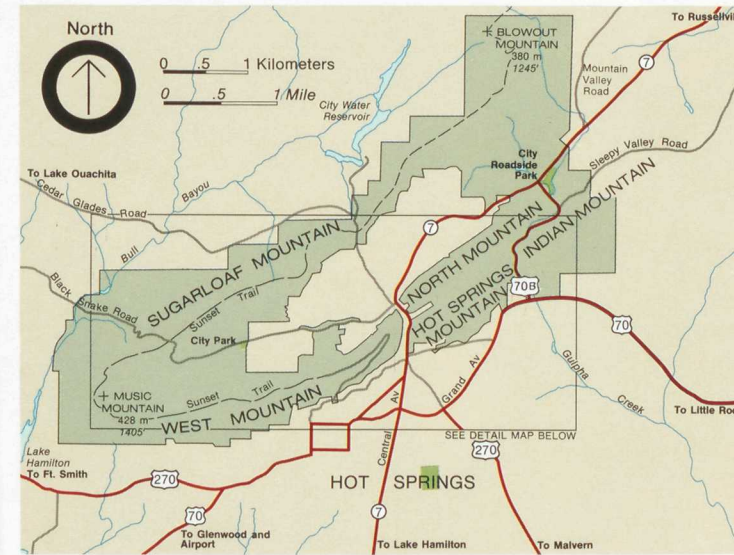 North
0 .5 1 Kilometers
0 .5 1 Mile
BLOWOUT
MOUNTAIN
380 m
1245'
To Russellvi
7
Mountain
Valley
Road
City Water
Reservoir
City
Roadside
Park
Sleepy Valley Road
To Lake Ouachita
Cedar Glades Road
Bull Bayou
7
SUGARLOAF MOUNTAIN
NORTH MOUNTAIN
INDIAN MOUNTAIN
HOT SPRINGS
MOUNTAIN
70B
Black Snake Road
Sunset Trail
City Park
70
Gulpha Creek
MUSIC
MOUNTAIN
428 m
1405'
Sunset Trail
WEST MOUNTAIN
Central Av
Grand Av
To Little Ro
SEE DETAIL MAP BELOW
Lake
Hamilton
To Ft. Smith
270
270
HOT SPRINGS
70
7
To Glenwood and
Airport
To Lake Hamilton
To Malvern